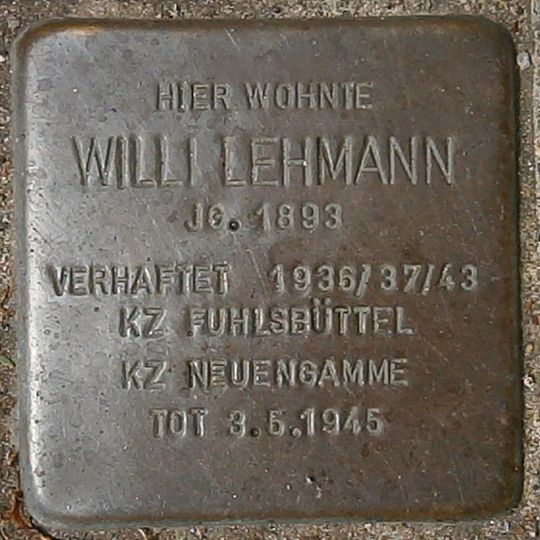 HIER WOHNTE
WILLI LEHMANN
JG. 1893
VERHAFTET 1936/37/43
KZ FUHLSBÜTTEL
KZ NEUENGAMME
TOT 3.5.1945